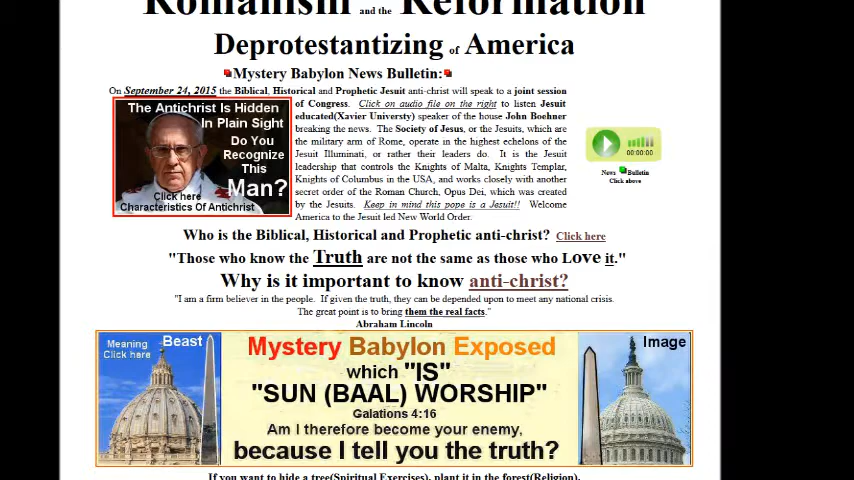 Romanism and the Reformation
Deprotestantizing of America
Mystery Babylon News Bulletin:
On September 24, 2015 the Biblical, Historical and Prophetic Jesuit anti-christ will speak to a joint session
of Congress. Click on audio file on the right to listen Jesuit
educated(Xavier Universty) speaker of the house John Boehner
breaking the news. The Society of Jesus, or the Jesuits, which are
the military arm of Rome, operate in the highest echelons of the
Jesuit Illuminati, or rather their leaders do. It is the Jesuit
leadership that controls the Knights of Malta, Knights Templar,
Knights of Columbus in the USA, and works closely with another
secret order of the Roman Church, Opus Dei, which was created
by the Jesuits. Keep in mind this pope is a Jesuit!! Welcome
America to the Jesuit led New World Order.
The Antichrist Is Hidden
In Plain Sight
Do You
Recognize
This
Man?
Click here
Characteristics Of Antichrist
00:00:00
News Bulletin
Click above
Who is the Biblical, Historical and Prophetic anti-christ? Click here
"Those who know the Truth are not the same as those who Love it."
Why is it important to know anti-christ?
"I am a firm believer in the people. If given the truth, they can be depended upon to meet any national crisis.
The great point is to bring them the real facts."
Abraham Lincoln
Meaning
Click here
Beast
Mystery Babylon Exposed
which "IS"
"SUN (BAAL) WORSHIP"
Galations 4:16
Am I therefore become your enemy,
because I tell you the truth?
Image
If you want to hide a tree(Spiritual Exercises), plant it in the forest(Religion).